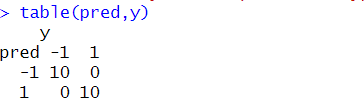 > table(pred,y)
    y
pred -1  1
  -1 10  0
  1   0 10